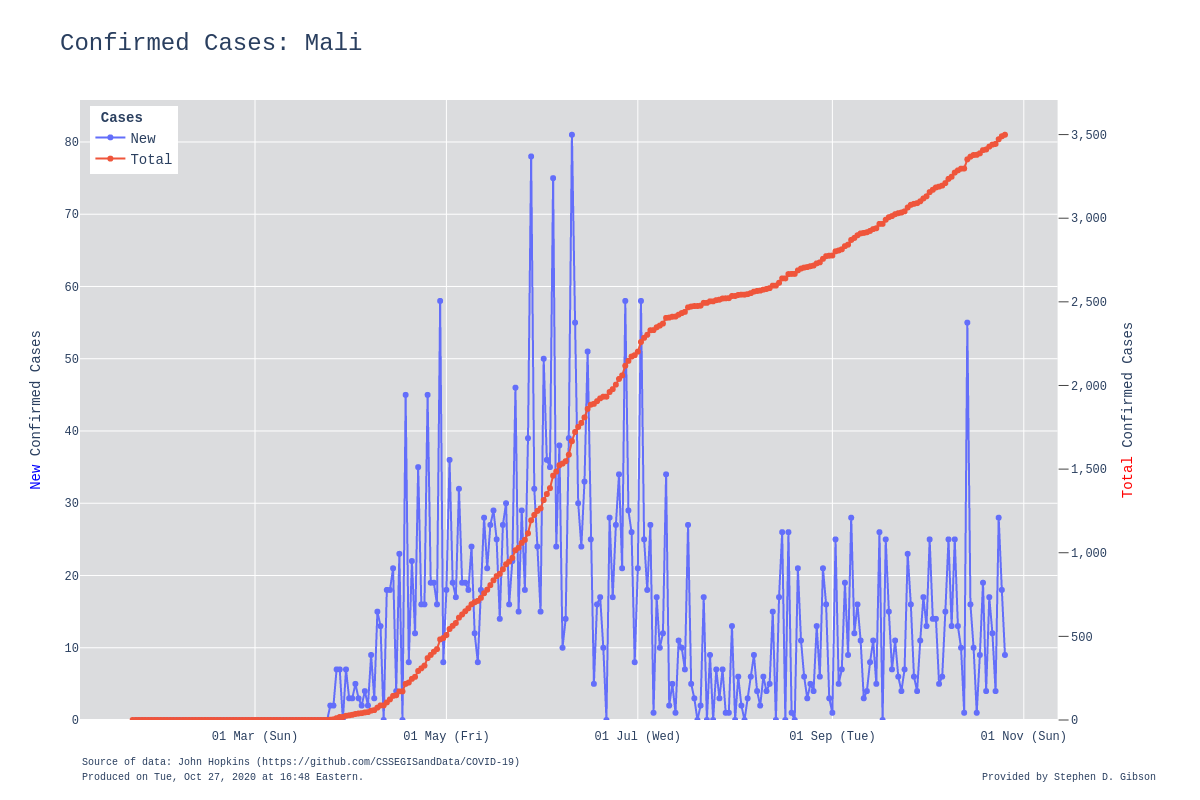 Confirmed Cases: Mali
Cases
New
Total
80
70
60
50
40
30
20
10
0
New Confirmed Cases
3,500
3,000
2,500
2,000
1,500
1,000
500
0
Total Confirmed Cases
01 Mar (Sun)
01 May (Fri)
01 Jul (Wed)
01 Sep (Tue)
01 Nov (Sun)
Source of data: John Hopkins (https://github.com/CSSEGISandData/COVID-19)
Produced on Tue, Oct 27, 2020 at 16:48 Eastern.
Provided by Stephen D. Gibson